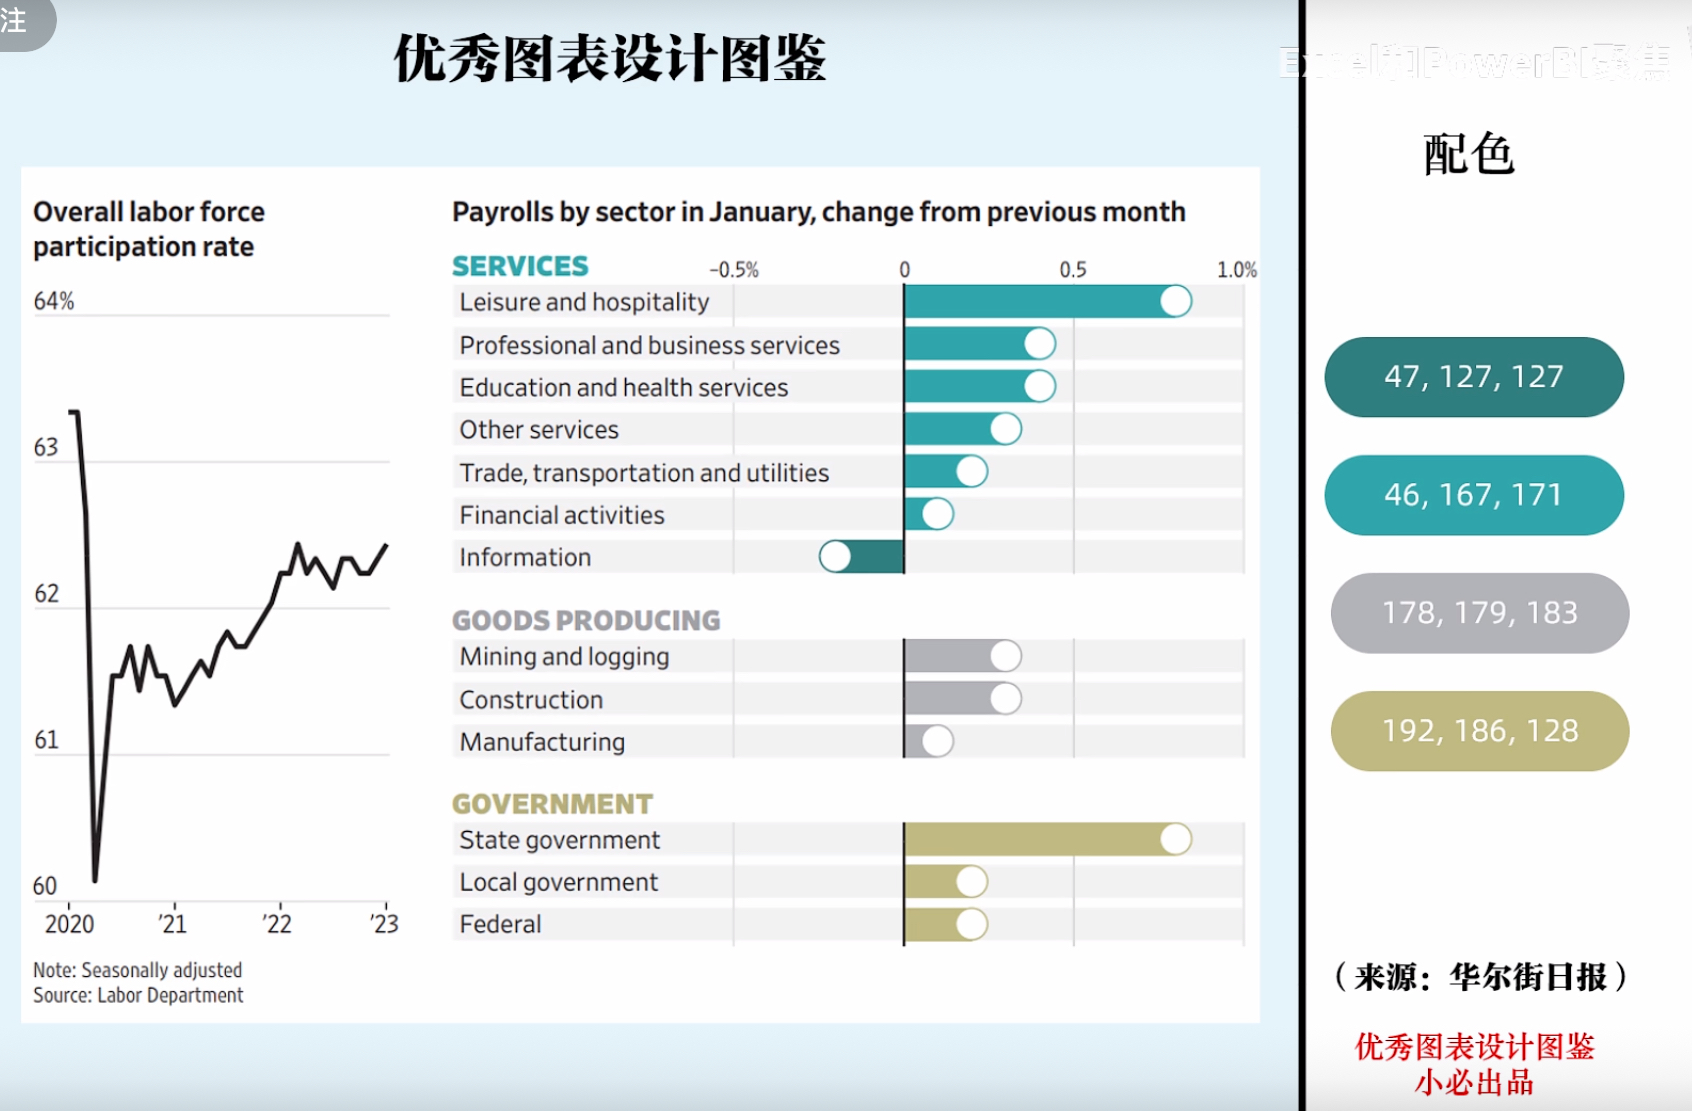 注
优秀图表设计图鉴
Excel和PowerBI聚焦
配色
Overall labor force
participation rate
64%
63
62
61
60
2020 ’21 ’22 ’23
Note: Seasonally adjusted
Source: Labor Department
Payrolls by sector in January, change from previous month
SERVICES −0.5% 0 0.5 1.0%
Leisure and hospitality
Professional and business services
Education and health services
Other services
Trade, transportation and utilities
Financial activities
Information
GOODS PRODUCING
Mining and logging
Construction
Manufacturing
GOVERNMENT
State government
Local government
Federal
47, 127, 127
46, 167, 171
178, 179, 183
192, 186, 128
（来源：华尔街日报）
优秀图表设计图鉴
小必出品